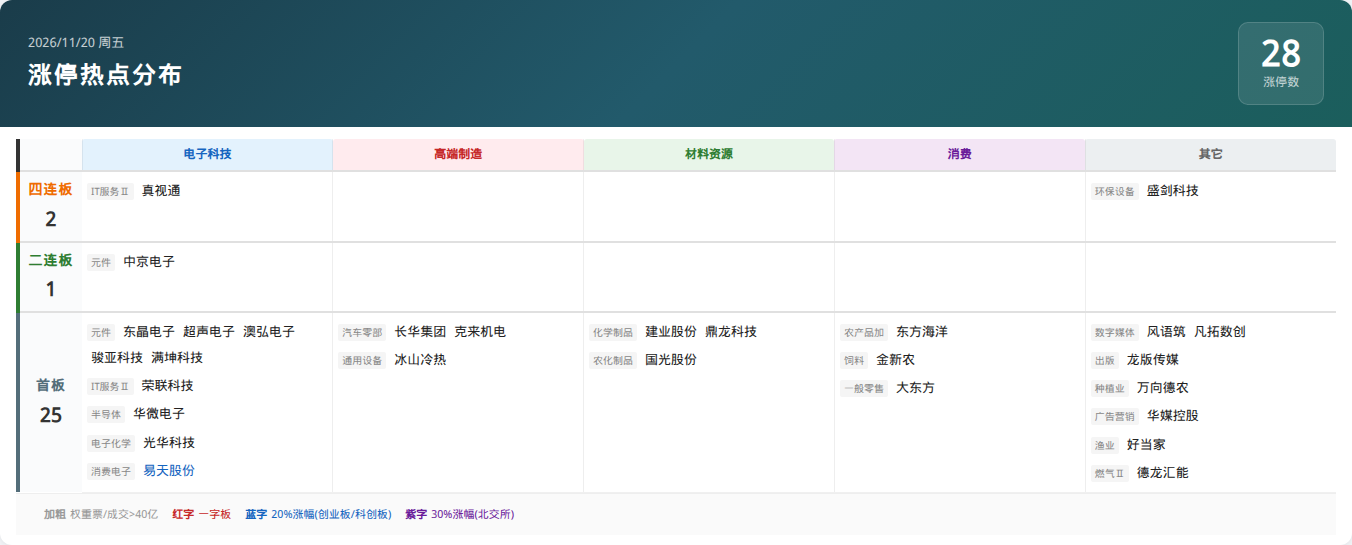 2026/11/20 周五
涨停热点分布
28
涨停数
电子科技 高端制造 材料资源 消费 其它
四连板
2
IT服务Ⅱ 真视通
环保设备 盛剑科技
二连板
1
元件 中京电子
首板
25
元件 东晶电子 超声电子 澳弘电子
骏亚科技 满坤科技
IT服务Ⅱ 荣联科技
半导体 华微电子
电子化学 光华科技
消费电子 易天股份
汽车零部 长华集团 克来机电
通用设备 冰山冷热
化学制品 建业股份 鼎龙科技
农化制品 国光股份
农产品加 东方海洋
饲料 金新农
一般零售 大东方
数字媒体 风语筑 凡拓数创
出版 龙版传媒
种植业 万向德农
广告营销 华媒控股
渔业 好当家
燃气Ⅱ 德龙汇能
加粗 权重票/成交>40亿 红字 一字板 蓝字 20%涨幅(创业板/科创板) 紫字 30%涨幅(北交所)